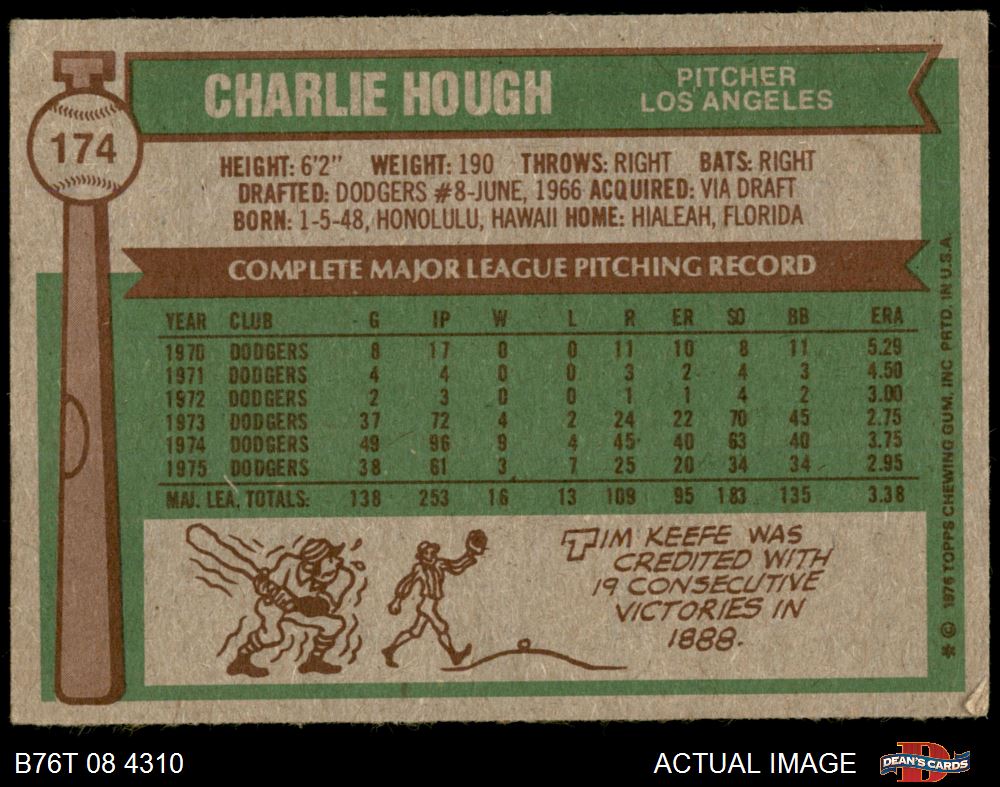 CHARLIE HOUGH
PITCHER
LOS ANGELES
174
HEIGHT: 6'2" WEIGHT: 190 THROWS: RIGHT BATS: RIGHT
DRAFTED: DODGERS #8-JUNE, 1966 ACQUIRED: VIA DRAFT
BORN: 1-5-48, HONOLULU, HAWAII HOME: HIALEAH, FLORIDA
COMPLETE MAJOR LEAGUE PITCHING RECORD
YEAR CLUB G IP W L R ER SO BB ERA
1970 DODGERS 8 17 0 0 11 10 8 11 5.29
1971 DODGERS 4 4 0 0 3 2 4 3 4.50
1972 DODGERS 2 3 0 0 1 1 4 2 3.00
1973 DODGERS 37 72 4 2 24 22 70 45 2.75
1974 DODGERS 49 96 9 4 45 40 63 40 3.75
1975 DODGERS 38 61 3 7 25 20 34 34 2.95
MAJ. LEA. TOTALS: 138 253 16 13 109 95 183 135 3.38
TIM KEEFE WAS
CREDITED WITH
19 CONSECUTIVE
VICTORIES IN
1888.
* © 1976 TOPPS CHEWING GUM, INC. PRTD. IN U.S.A.
B76T 08 4310
ACTUAL IMAGE
DEAN'S CARDS